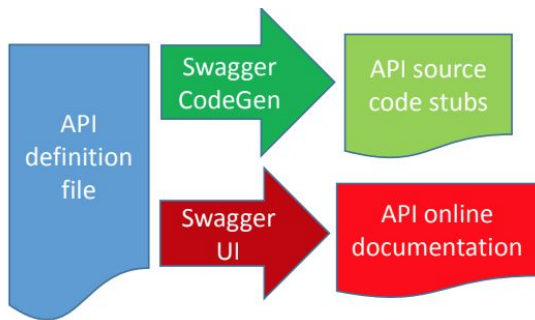 API
definition
file
Swagger
CodeGen
API source
code stubs
Swagger
UI
API online
documentation